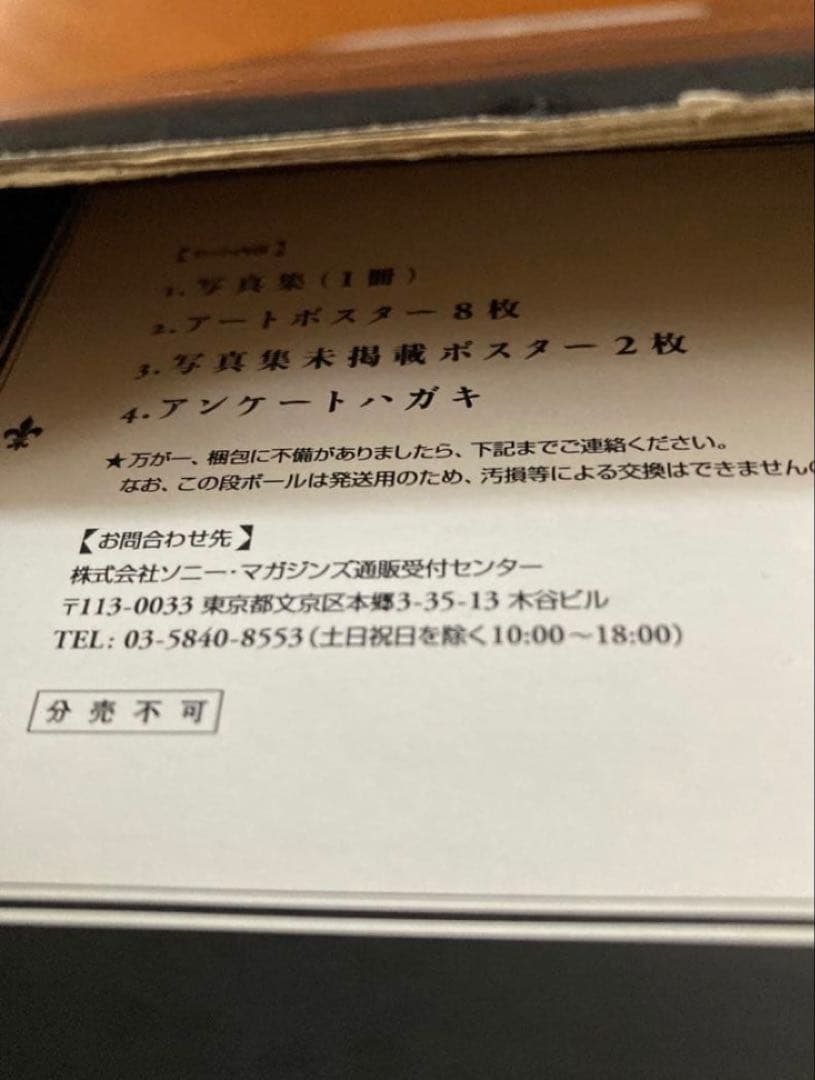 1. 写真集（1冊）
2. アートポスター8枚
3. 写真集未掲載ポスター2枚
4. アンケートハガキ
★万が一、梱包に不備がありましたら、下記までご連絡ください。
なお、この段ボールは発送用のため、汚損等による交換はできません
【お問合わせ先】
株式会社ソニー・マガジンズ通販受付センター
〒113-0033 東京都文京区本郷3-35-13 木谷ビル
TEL: 03-5840-8553（土日祝日を除く10:00～18:00）
分売不可